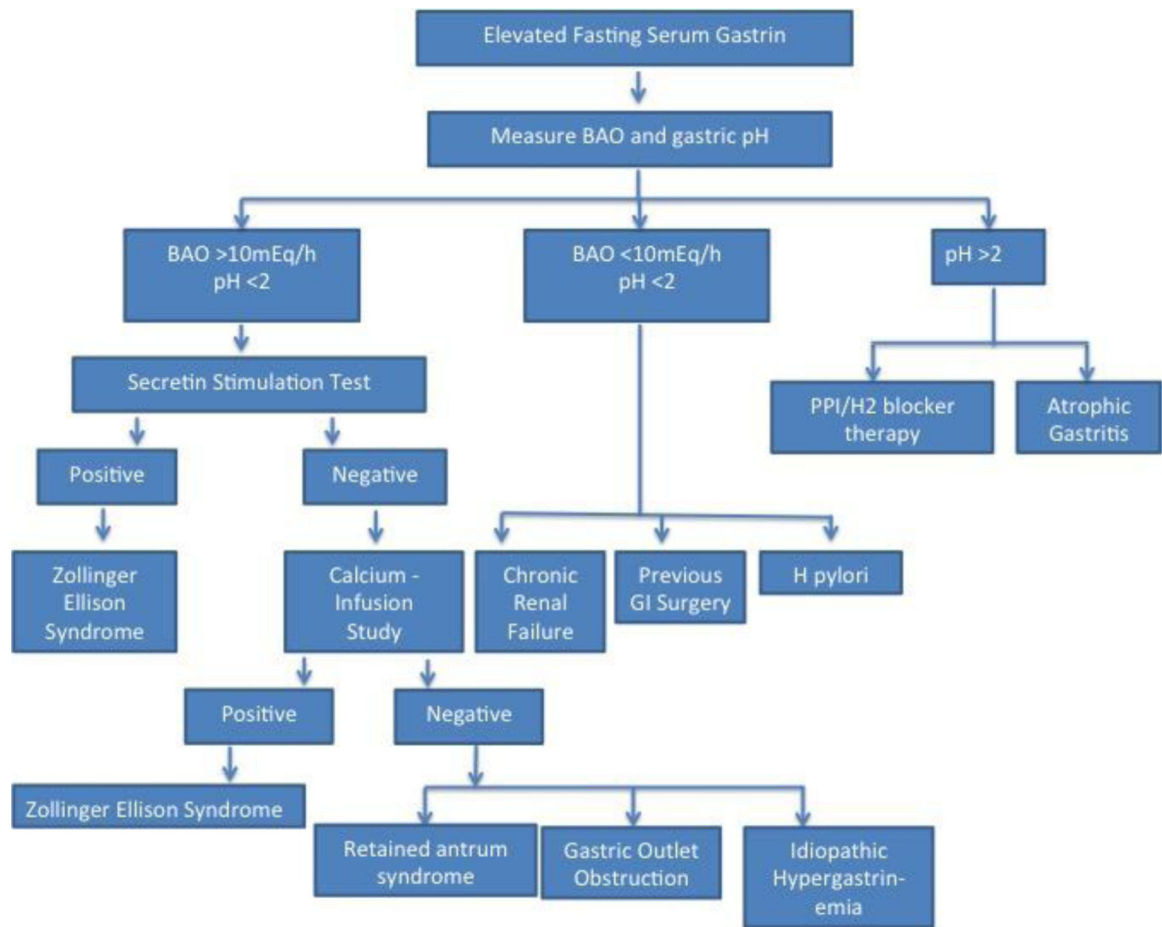 Elevated Fasting Serum Gastrin
Measure BAO and gastric pH
BAO >10mEq/h
pH <2
BAO <10mEq/h
pH <2
pH >2
Secretin Stimulation Test
PPI/H2 blocker
therapy
Atrophic
Gastritis
Positive
Negative
Zollinger
Ellison
Syndrome
Calcium -
Infusion
Study
Chronic
Renal
Failure
Previous
GI Surgery
H pylori
Positive
Negative
Zollinger Ellison Syndrome
Retained antrum
syndrome
Gastric Outlet
Obstruction
Idiopathic
Hypergastrin-
emia